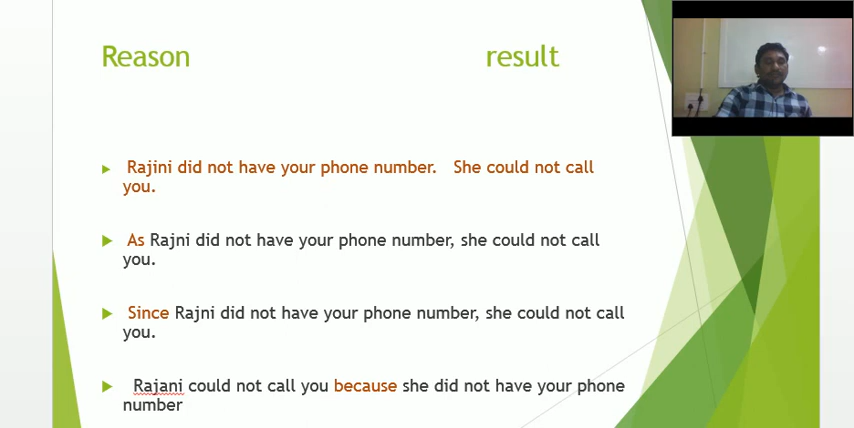 Reason result
Rajini did not have your phone number. She could not call
you.
As Rajni did not have your phone number, she could not call
you.
Since Rajni did not have your phone number, she could not call
you.
Rajani could not call you because she did not have your phone
number